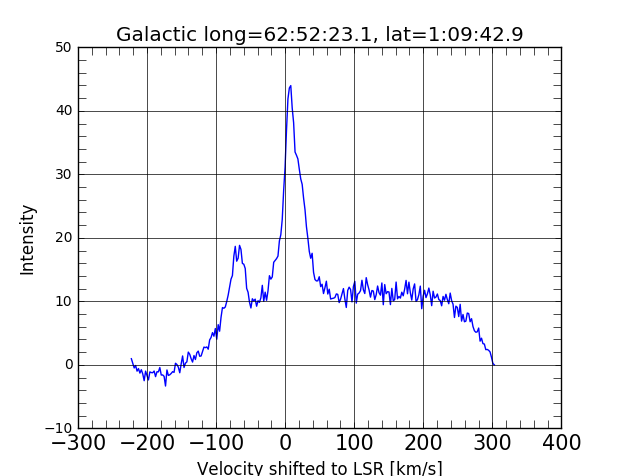 Galactic long=62:52:23.1, lat=1:09:42.9
50
40
30
20
10
0
−10
Intensity
−300 −200 −100 0 100 200 300 400
Velocity shifted to LSR [km/s]